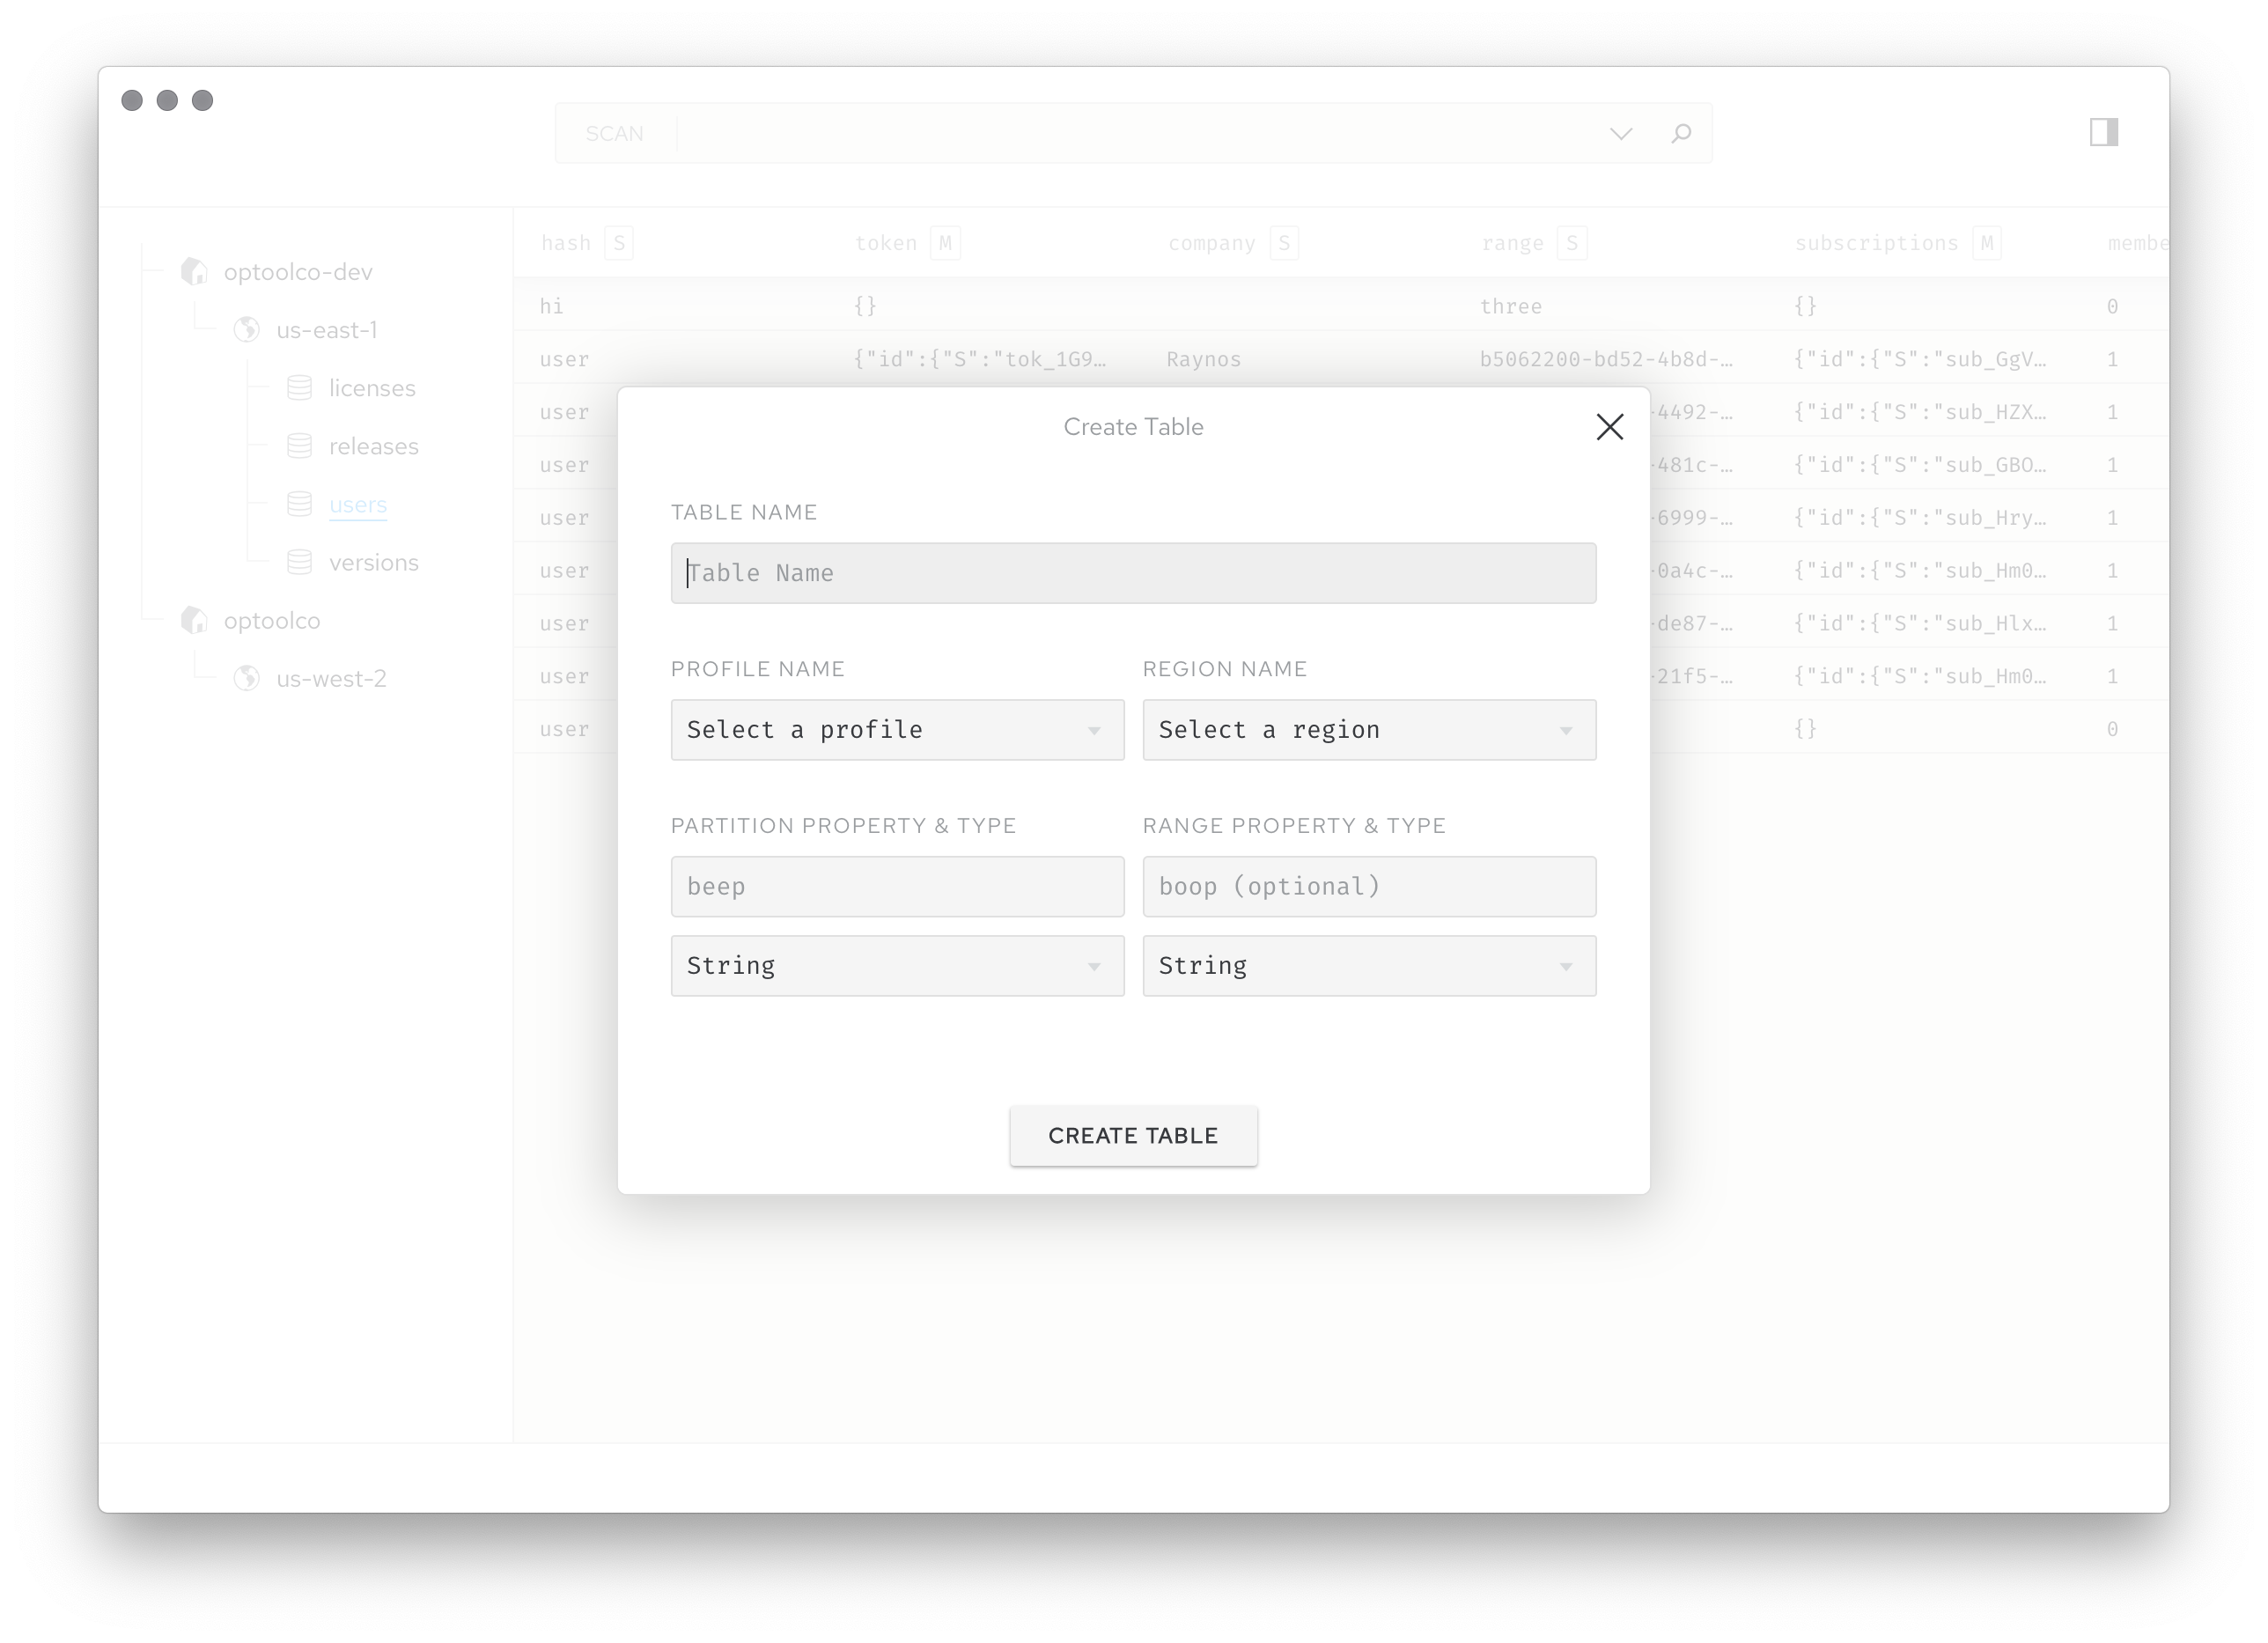 SCAN
optoolco-dev
us-east-1
licenses
releases
users
versions
optoolco
us-west-2
hash S token M company S range S subscriptions M membe
hi {} three {} 0
user {"id":{"S":"tok_1G9… Raynos b5062200-bd52-4b8d-… {"id":{"S":"sub_GgV… 1
user -4492-… {"id":{"S":"sub_HZX… 1
user -481c-… {"id":{"S":"sub_GBO… 1
user -6999-… {"id":{"S":"sub_Hry… 1
user -0a4c-… {"id":{"S":"sub_Hm0… 1
user -de87-… {"id":{"S":"sub_Hlx… 1
user -21f5-… {"id":{"S":"sub_Hm0… 1
user {} 0
Create Table
TABLE NAME
Table Name
PROFILE NAME REGION NAME
Select a profile Select a region
PARTITION PROPERTY & TYPE RANGE PROPERTY & TYPE
beep boop (optional)
String String
CREATE TABLE